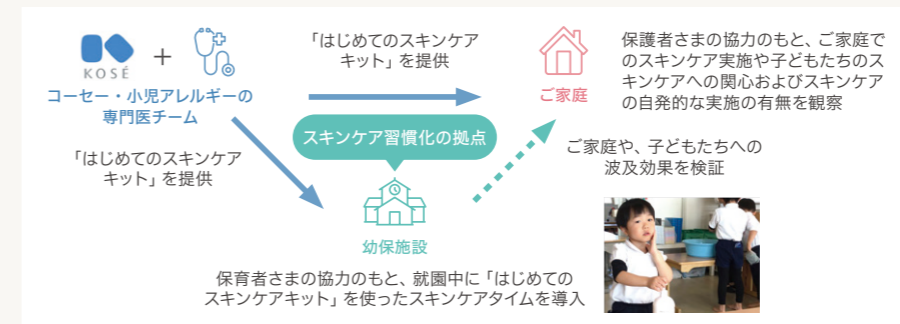 KOSÉ
+
コーセー・小児アレルギーの
専門医チーム
「はじめてのスキンケア
キット」を提供
ご家庭
保護者さまの協力のもと、ご家庭で
のスキンケア実施や子どもたちのス
キンケアへの関心およびスキンケア
の自発的な実施の有無を観察
スキンケア習慣化の拠点
「はじめてのスキンケア
キット」を提供
ご家庭や、子どもたちへの
波及効果を検証
幼保施設
保育者さまの協力のもと、就園中に「はじめての
スキンケアキット」を使ったスキンケアタイムを導入